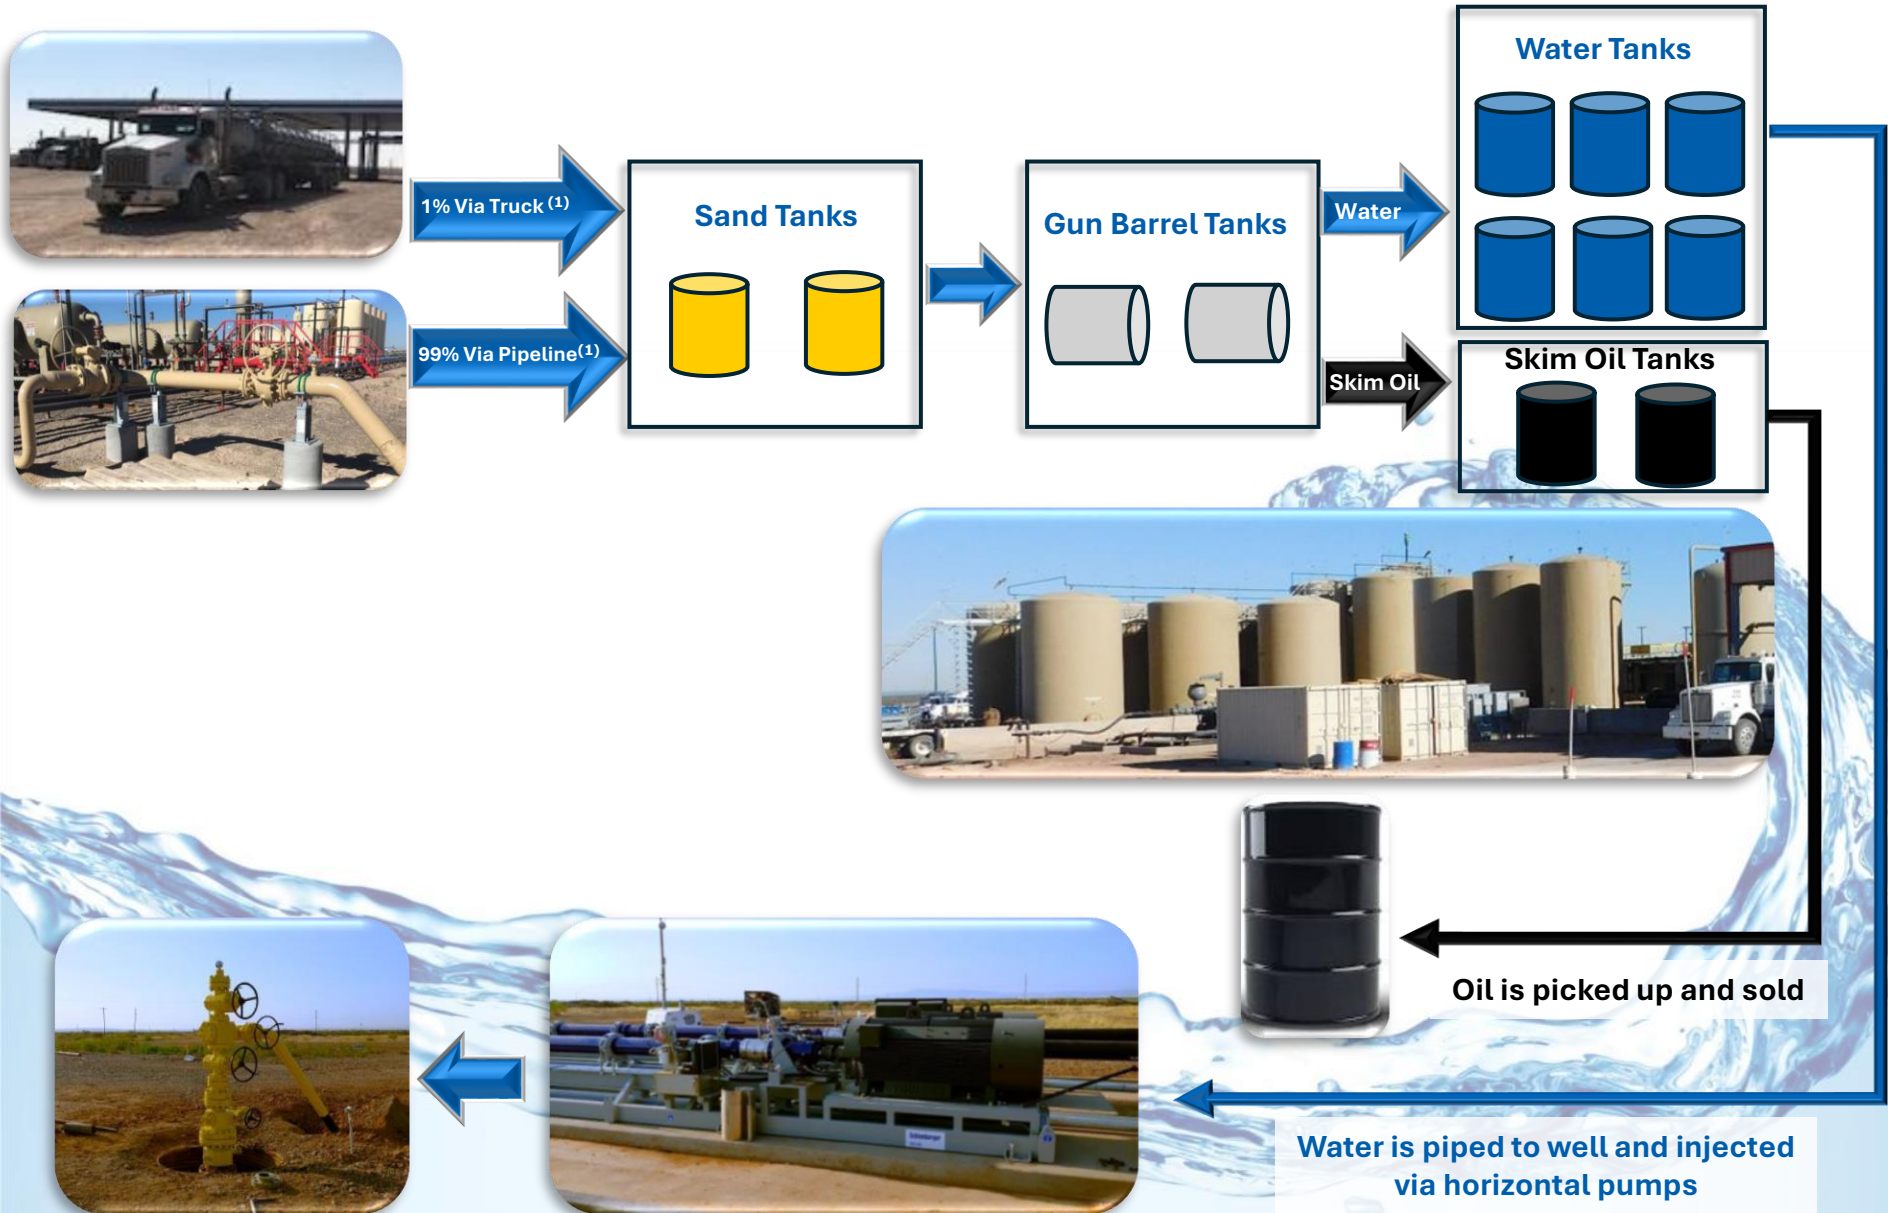 Water Tanks
1% Via Truck (1)
Sand Tanks
Gun Barrel Tanks
Water
99% Via Pipeline(1)
Skim Oil
Skim Oil Tanks
Oil is picked up and sold
Water is piped to well and injected
via horizontal pumps
Schlumberger